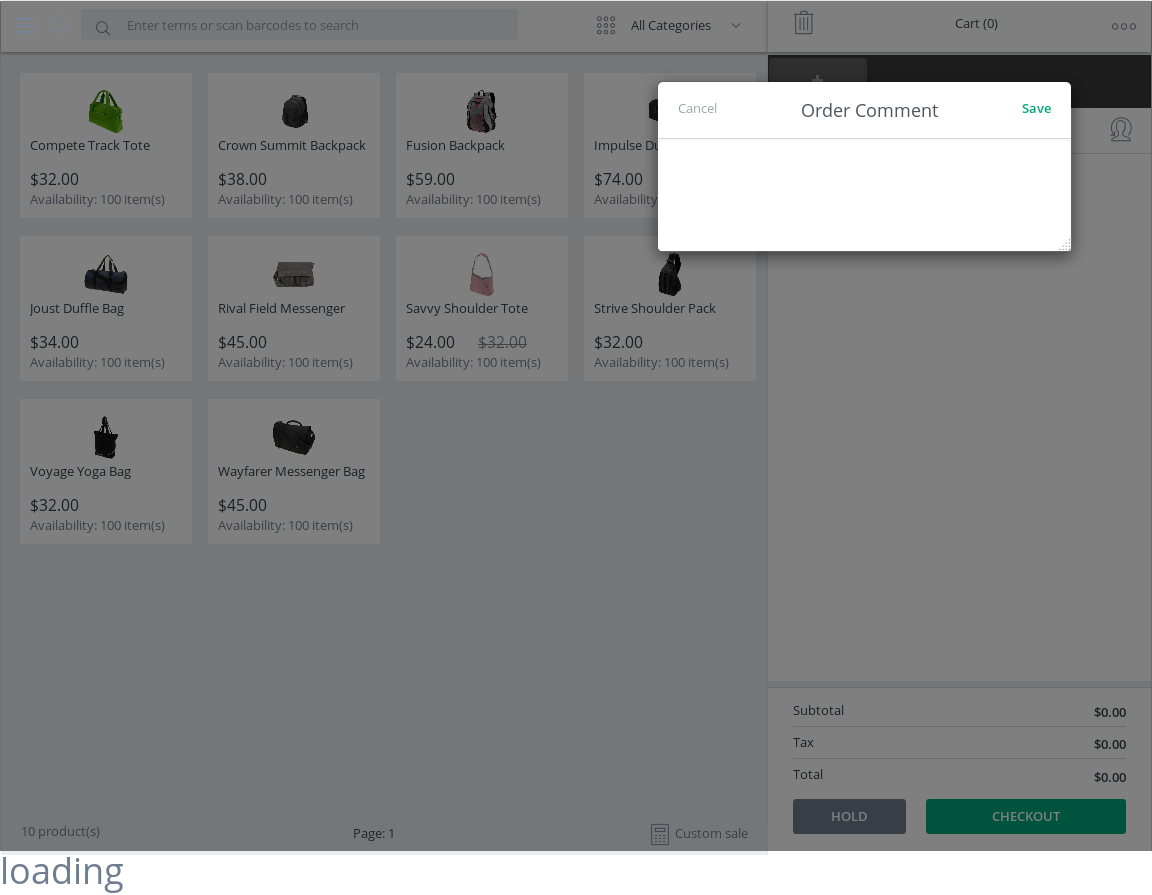 Enter terms or scan barcodes to search
All Categories
Cart (0)
Cancel
Order Comment
Save
Compete Track Tote
$32.00
Availability: 100 item(s)
Crown Summit Backpack
$38.00
Availability: 100 item(s)
Fusion Backpack
$59.00
Availability: 100 item(s)
Impulse Du
$74.00
Availability
Joust Duffle Bag
$34.00
Availability: 100 item(s)
Rival Field Messenger
$45.00
Availability: 100 item(s)
Savvy Shoulder Tote
$24.00 $32.00
Availability: 100 item(s)
Strive Shoulder Pack
$32.00
Availability: 100 item(s)
Voyage Yoga Bag
$32.00
Availability: 100 item(s)
Wayfarer Messenger Bag
$45.00
Availability: 100 item(s)
Subtotal $0.00
Tax $0.00
Total $0.00
HOLD
CHECKOUT
10 product(s)
Page: 1
Custom sale
loading